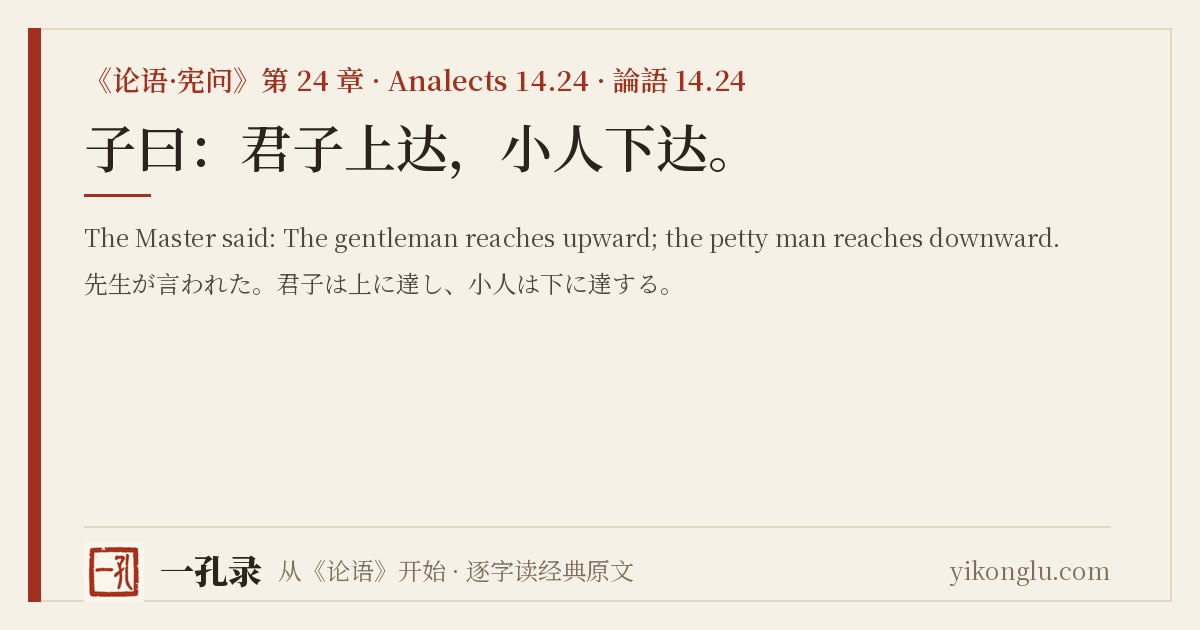 《论语·宪问》第 24 章 · Analects 14.24 · 論語 14.24
子曰：君子上达，小人下达。
The Master said: The gentleman reaches upward; the petty man reaches downward.
先生が言われた。君子は上に達し、小人は下に達する。
一孔
一孔录 从《论语》开始 · 逐字读经典原文
yikonglu.com